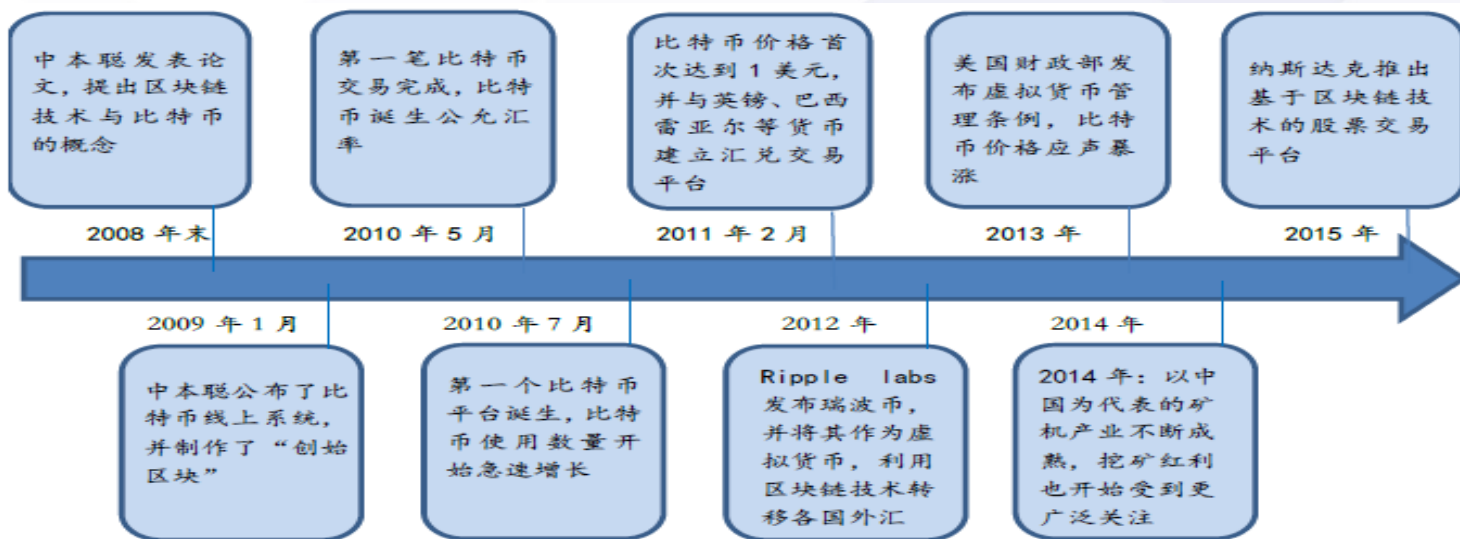 中本聪发表论
文，提出区块链
技术与比特币
的概念
第一笔比特币
交易完成，比特
币诞生公允汇
率
比特币价格首
次达到 1 美元，
并与英镑、巴西
雷亚尔等货币
建立汇兑交易
平台
美国财政部发
布虚拟货币管
理条例，比特
币价格应声暴
涨
纳斯达克推出
基于区块链技
术的股票交易
平台
2008 年末
2010 年 5 月
2011 年 2 月
2013 年
2015 年
2009 年 1 月
2010 年 7 月
2012 年
2014 年
中本聪公布了比
特币线上系统，
并制作了“创始
区块”
第一个比特币
平台诞生，比特
币使用数量开
始急速增长
Ripple labs
发布瑞波币，
并将其作为虚
拟货币，利用
区块链技术转
移各国外汇
2014 年：以中
国为代表的矿
机产业不断成
熟，挖矿红利
也开始受到更
广泛关注